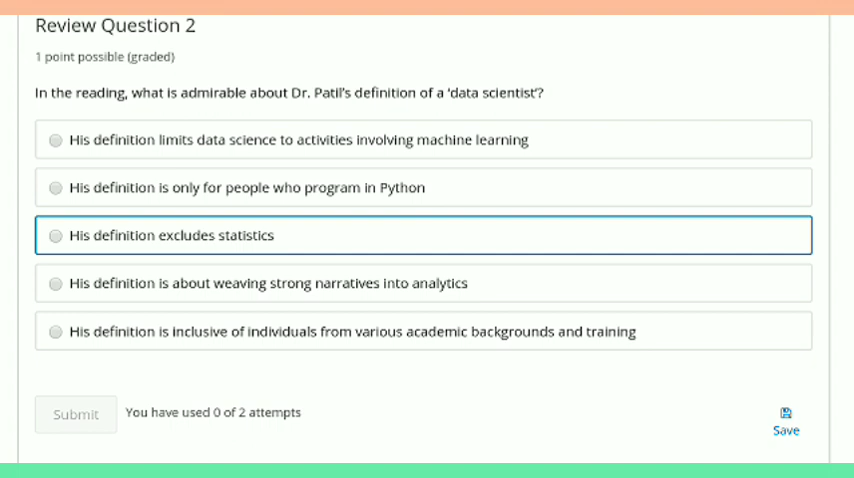 Review Question 2
1 point possible (graded)
In the reading, what is admirable about Dr. Patil's definition of a 'data scientist'?
His definition limits data science to activities involving machine learning
His definition is only for people who program in Python
His definition excludes statistics
His definition is about weaving strong narratives into analytics
His definition is inclusive of individuals from various academic backgrounds and training
Submit
You have used 0 of 2 attempts
Save